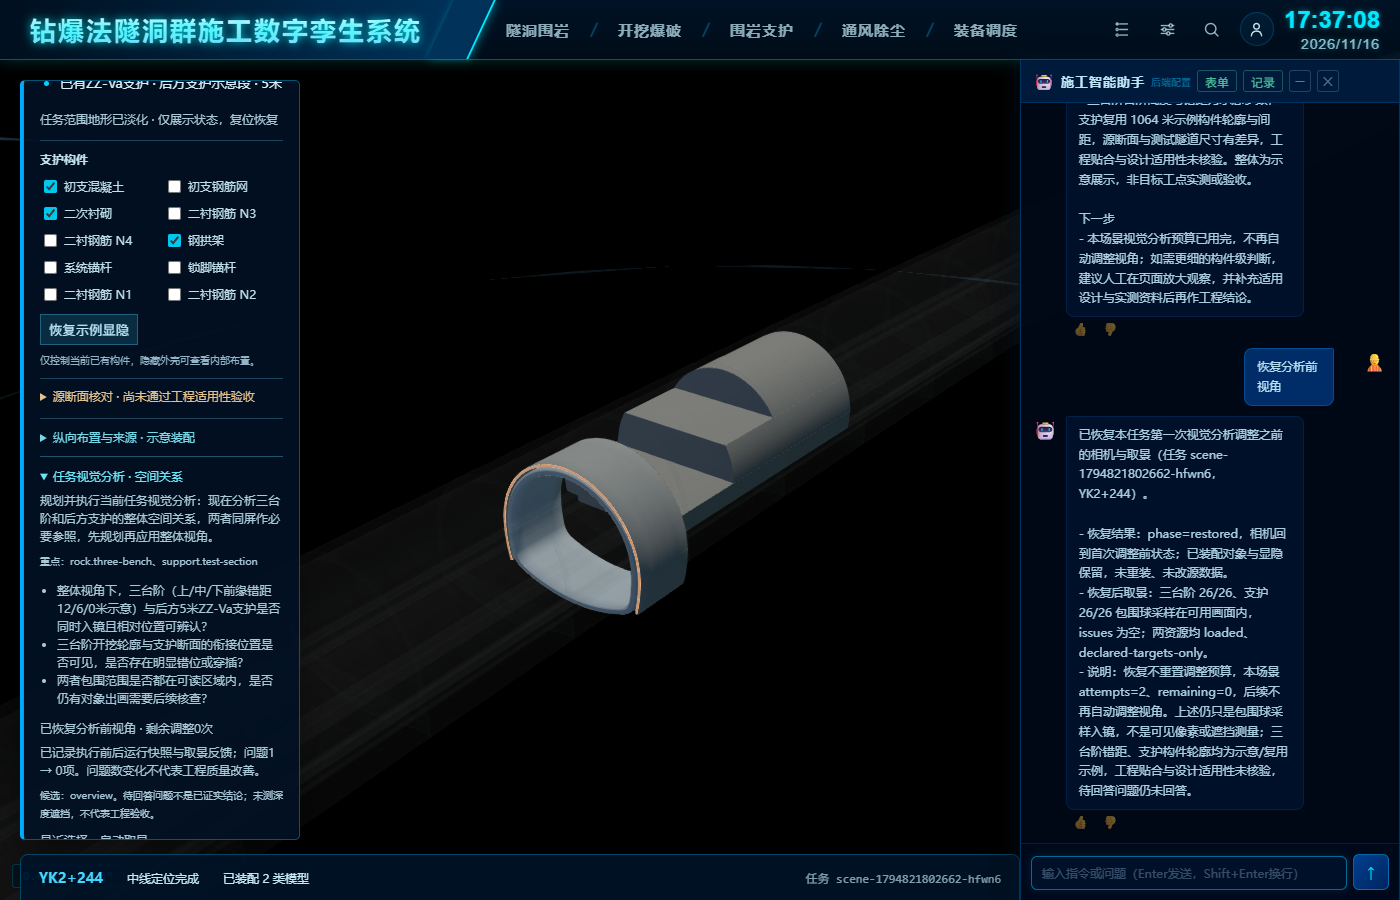 钻爆法隧洞群施工数字孪生系统
隧洞围岩 / 开挖爆破 / 围岩支护 / 通风除尘 / 装备调度
17:37:08
2026/11/16
已有ZZ-Va支护 · 后方支护示意段 · 5米
任务范围地形已淡化 · 仅展示状态，复位恢复
支护构件
初支混凝土 初支钢筋网
二次衬砌 二衬钢筋 N3
二衬钢筋 N4 钢拱架
系统锚杆 锁脚锚杆
二衬钢筋 N1 二衬钢筋 N2
恢复示例显隐
仅控制当前已有构件，隐藏外壳可查看内部布置。
源断面核对 · 尚未通过工程适用性验收
纵向布置与来源 · 示意装配
任务视觉分析 · 空间关系
规划并执行当前任务视觉分析：现在分析三台
阶和后方支护的整体空间关系，两者同屏作必
要参照，先规划再应用整体视角。
重点：rock.three-bench、support.test-section
整体视角下，三台阶（上/中/下前缘错距
12/6/0米示意）与后方5米ZZ-Va支护是否
同时入镜且相对位置可辨认？
三台阶开挖轮廓与支护断面的衔接位置是
否可见，是否存在明显错位或穿插？
两者包围范围是否都在可读区域内，是否
仍有对象出画需要后续核查？
已恢复分析前视角 · 剩余调整0次
已记录执行前后运行快照与取景反馈；问题1
→ 0项。问题数变化不代表工程质量改善。
候选：overview。待回答问题不是已证实结论；未测深
度遮挡，不代表工程验收。
YK2+244 中线定位完成 已装配 2 类模型
任务 scene-1794821802662-hfwn6
施工智能助手 后端配置 表单 记录
支护复用 1064 米示例构件轮廓与间
距，源断面与测试隧道尺寸有差异，工
程贴合与设计适用性未核验。整体为示
意展示，非目标工点实测或验收。
下一步
- 本场景视觉分析预算已用完，不再自
动调整视角；如需更细的构件级判断，
建议人工在页面放大观察，并补充适用
设计与实测资料后再作工程结论。
恢复分析前
视角
已恢复本任务第一次视觉分析调整之前
的相机与取景（任务 scene-
1794821802662-hfwn6，
YK2+244）。
- 恢复结果：phase=restored，相机回
到首次调整前状态；已装配对象与显隐
保留，未重装、未改源数据。
- 恢复后取景：三台阶 26/26、支护
26/26 包围球采样在可用画面内，
issues 为空；两资源均 loaded、
declared-targets-only。
- 说明：恢复不重置调整预算，本场景
attempts=2、remaining=0，后续不
再自动调整视角。上述仍只是包围球采
样入镜，不是可见像素或遮挡测量；三
台阶错距、支护构件轮廓均为示意/复用
示例，工程贴合与设计适用性未核验，
待回答问题仍未回答。
输入指令或问题（Enter发送，Shift+Enter换行）